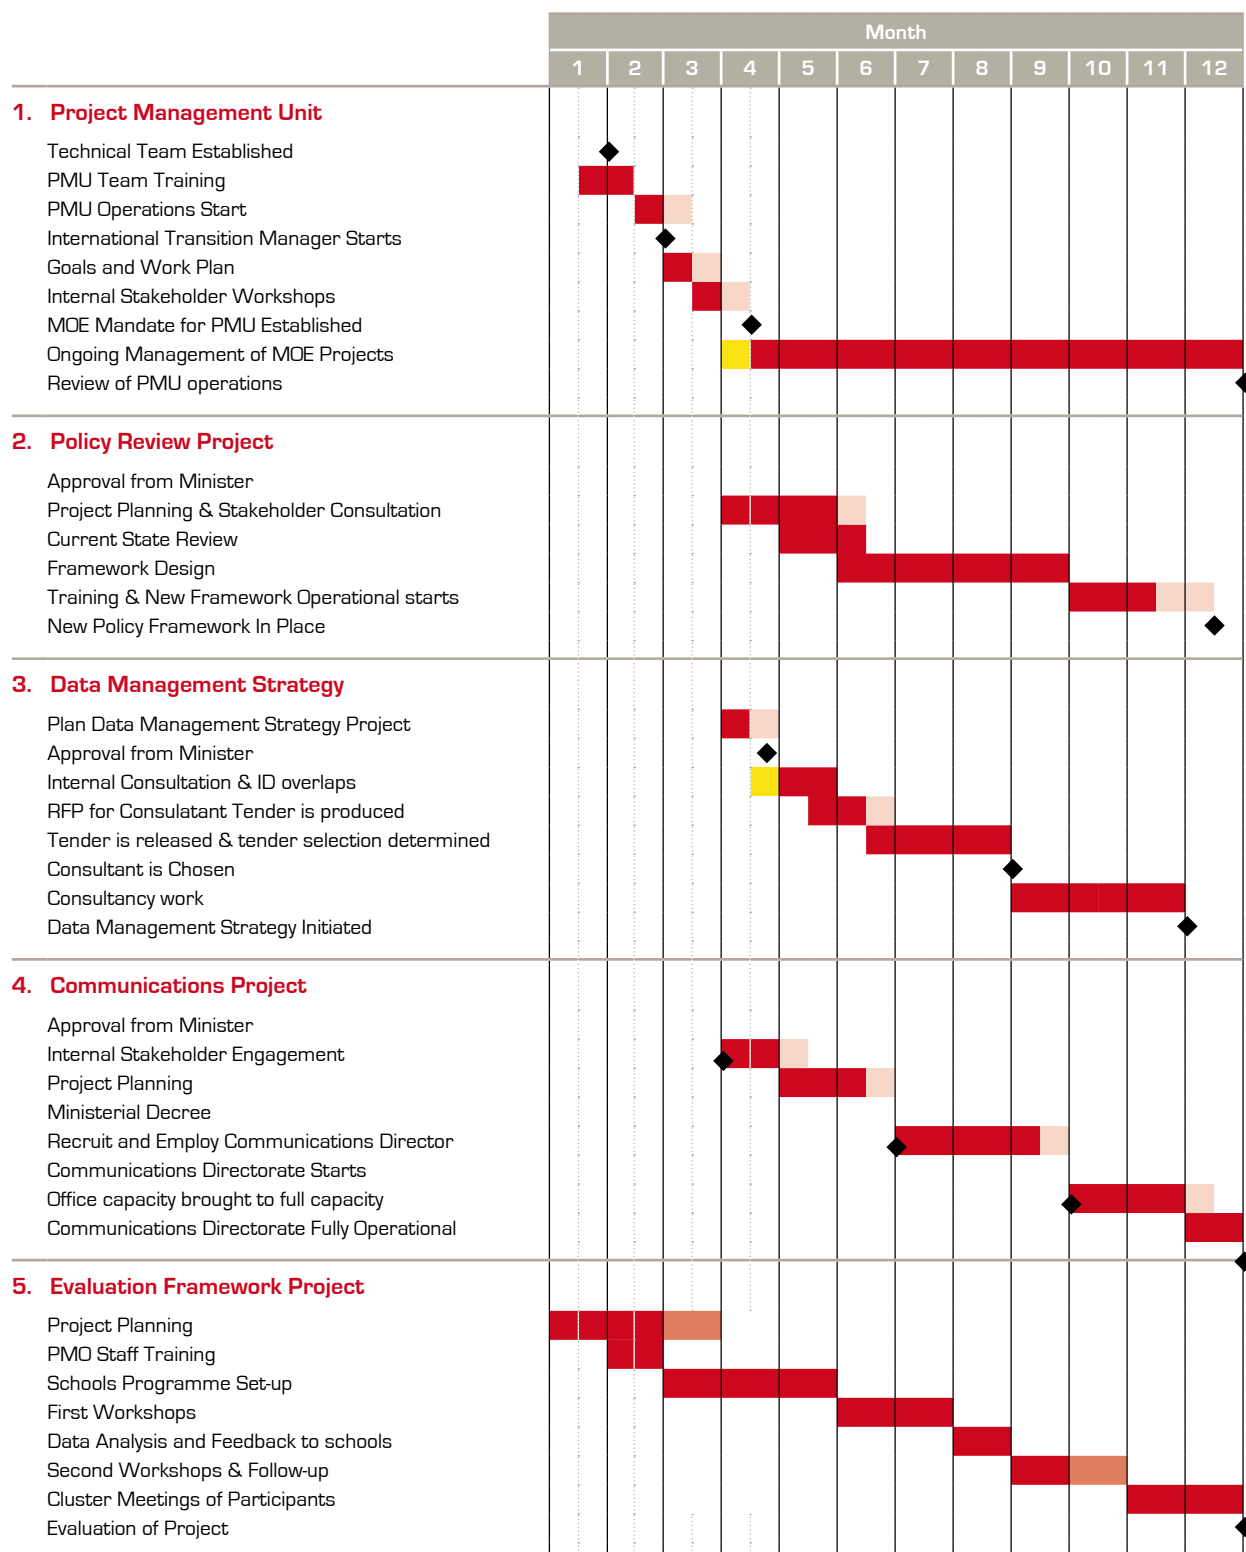 Month
1 2 3 4 5 6 7 8 9 10 11 12
1. Project Management Unit
Technical Team Established
PMU Team Training
PMU Operations Start
International Transition Manager Starts
Goals and Work Plan
Internal Stakeholder Workshops
MOE Mandate for PMU Established
Ongoing Management of MOE Projects
Review of PMU operations
2. Policy Review Project
Approval from Minister
Project Planning & Stakeholder Consultation
Current State Review
Framework Design
Training & New Framework Operational starts
New Policy Framework In Place
3. Data Management Strategy
Plan Data Management Strategy Project
Approval from Minister
Internal Consultation & ID overlaps
RFP for Consulatant Tender is produced
Tender is released & tender selection determined
Consultant is Chosen
Consultancy work
Data Management Strategy Initiated
4. Communications Project
Approval from Minister
Internal Stakeholder Engagement
Project Planning
Ministerial Decree
Recruit and Employ Communications Director
Communications Directorate Starts
Office capacity brought to full capacity
Communications Directorate Fully Operational
5. Evaluation Framework Project
Project Planning
PMO Staff Training
Schools Programme Set-up
First Workshops
Data Analysis and Feedback to schools
Second Workshops & Follow-up
Cluster Meetings of Participants
Evaluation of Project